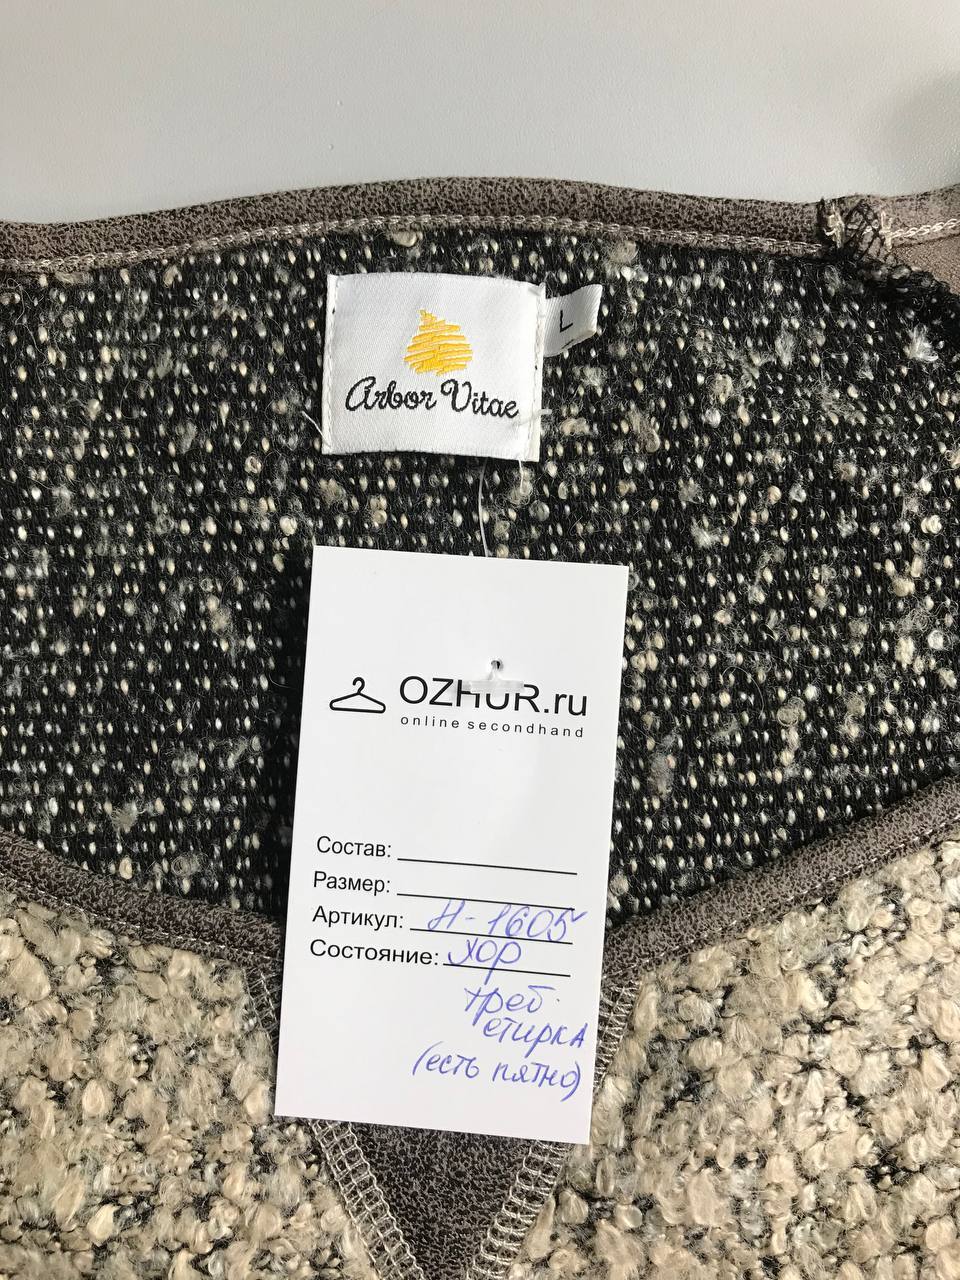 Arbor Vitae
L
OZHUR.ru
online secondhand
Состав:
Размер:
Артикул: Н-1605
Состояние: хор
треб.
стирка
(есть пятно)